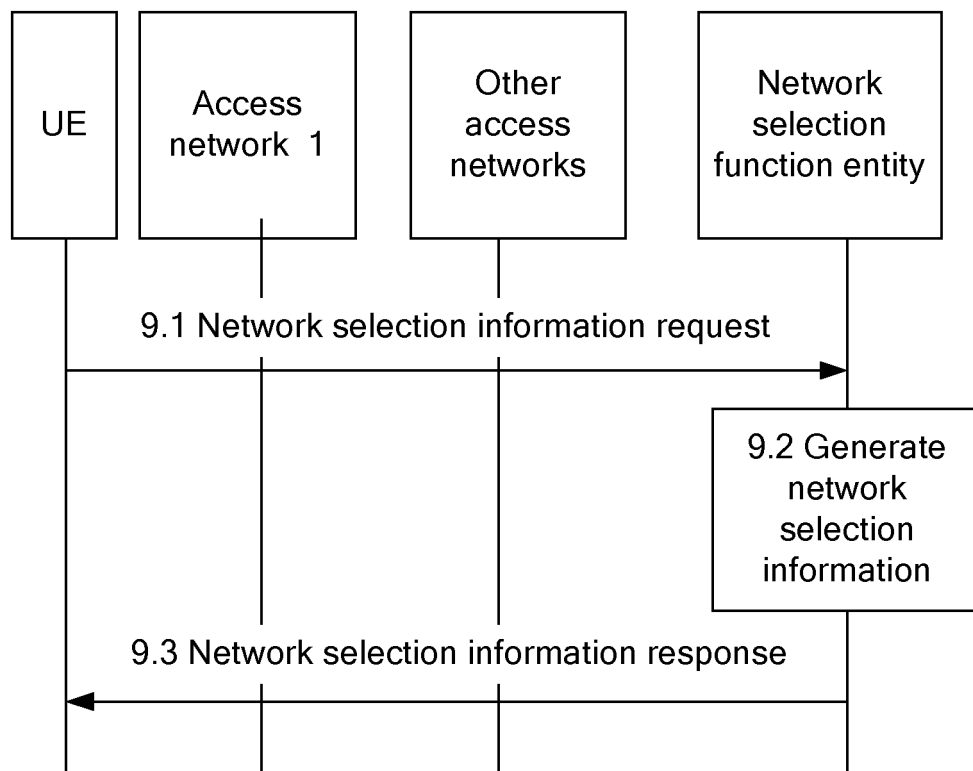 UE
Access
network 1
Other
access
networks
Network
selection
function entity
9.1 Network selection information request
9.2 Generate
network
selection
information
9.3 Network selection information response